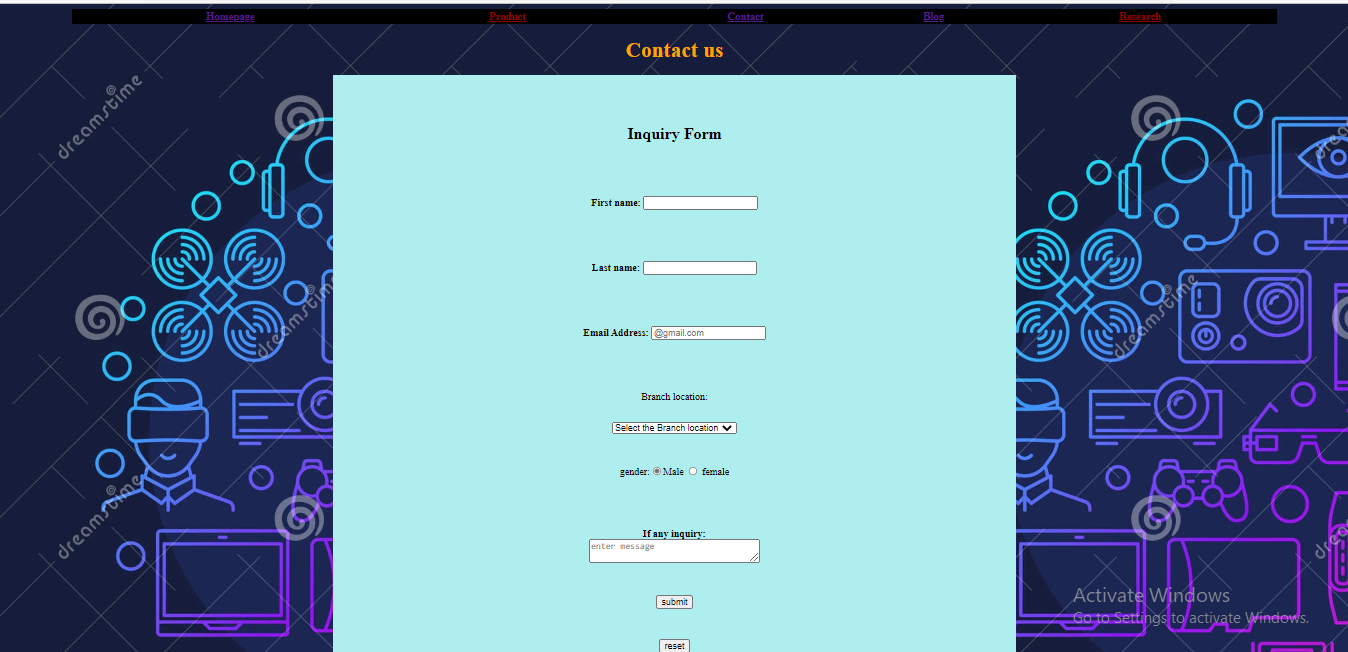 Homepage Product Contact Blog Research
Contact us
Inquiry Form
First name:
Last name:
Email Address: @gmail.com
Branch location:
Select the Branch location
gender: Male female
If any inquiry:
enter message
submit
reset
Activate Windows
Go to Settings to activate Windows.
dreamstime
dreamstime
dreamstime
dreamstime
dreamstime
dreamstime